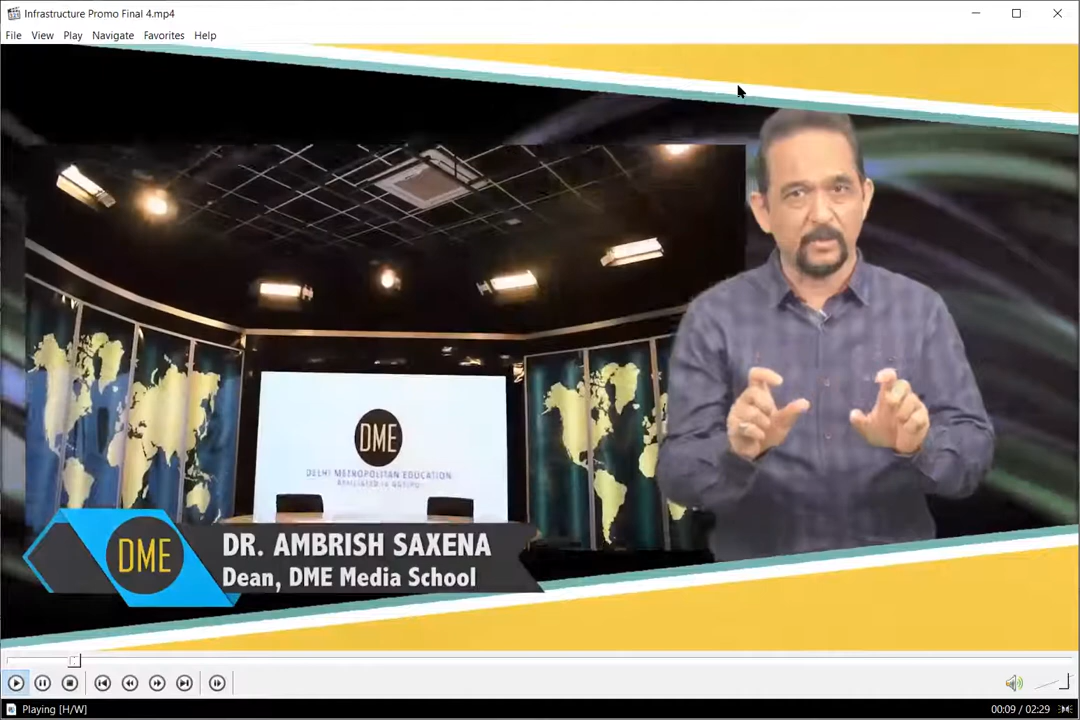 Infrastructure Promo Final 4.mp4
File View Play Navigate Favorites Help
DME
DELHI METROPOLITAN EDUCATION
DME
DR. AMBRISH SAXENA
Dean, DME Media School
Playing [H/W]
00:09 / 02:29